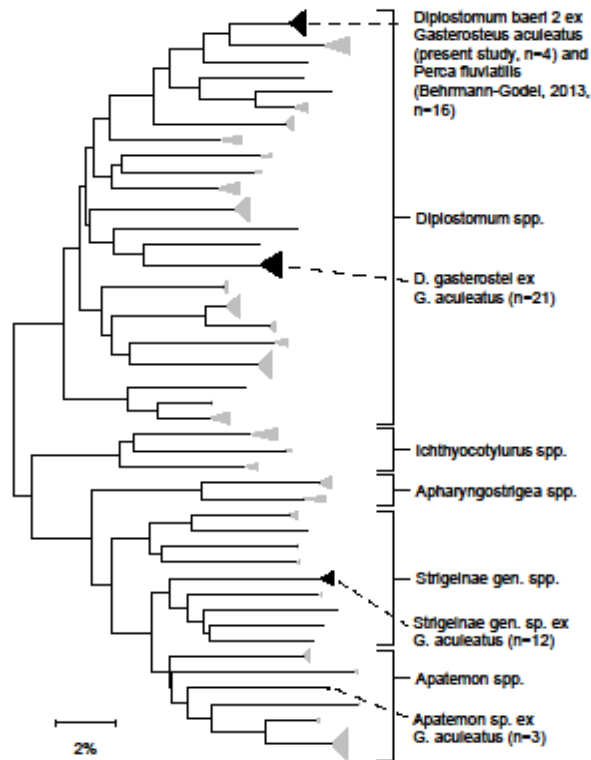 Diplostomum baeri 2 ex
Gasterosteus aculeatus
(present study, n=4) and
Perca fluviatilis
(Behrmann-Godel, 2013,
n=16)
Diplostomum spp.
D. gasterostei ex
G. aculeatus (n=21)
Ichthyocotylurus spp.
Apharyngostrigea spp.
Strigeinae gen. spp.
Strigeinae gen. sp. ex
G. aculeatus (n=12)
Apatemon spp.
Apatemon sp. ex
G. aculeatus (n=3)
2%